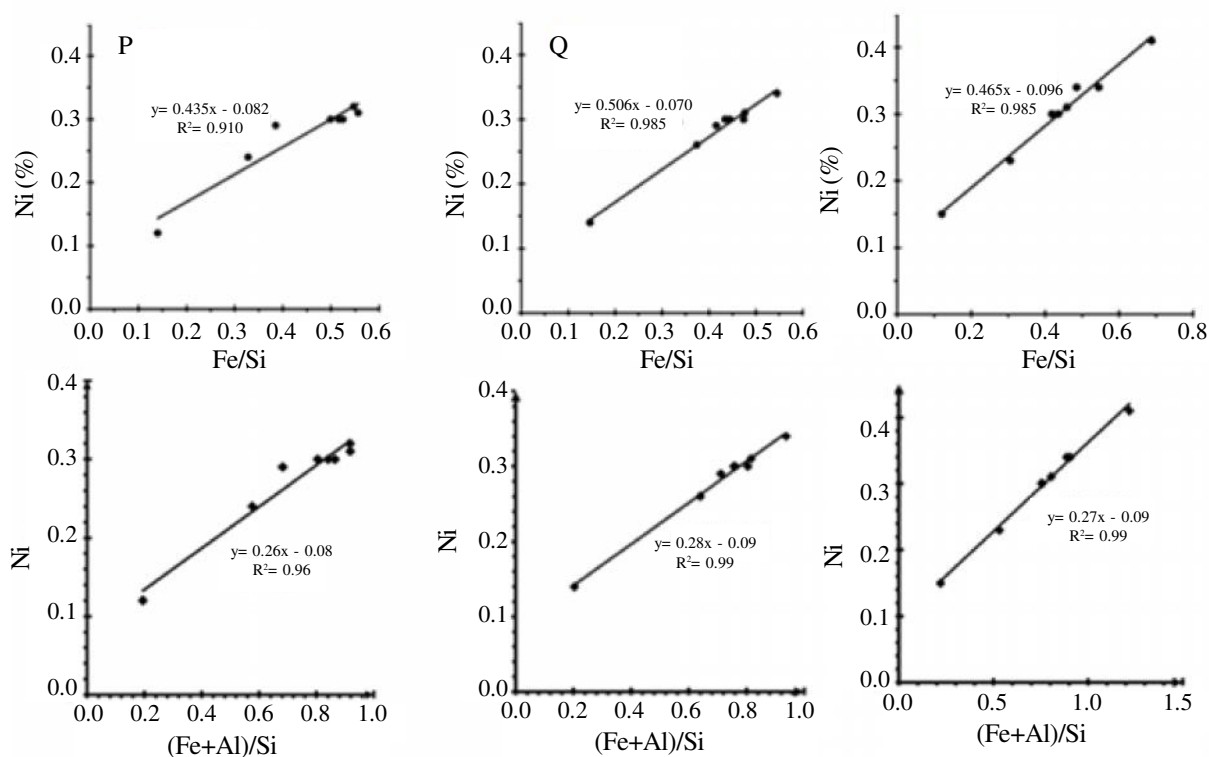 P
0.4
0.3
0.2
0.1
0.0
Ni (%)
y= 0.435x - 0.082
R²= 0.910
0.0 0.1 0.2 0.3 0.4 0.5 0.6
Fe/Si
Q
0.4
0.3
0.2
0.1
0.0
Ni (%)
y= 0.506x - 0.070
R²= 0.985
0.0 0.1 0.2 0.3 0.4 0.5 0.6
Fe/Si
0.4
0.3
0.2
0.1
0.0
Ni (%)
y= 0.465x - 0.096
R²= 0.985
0.0 0.2 0.4 0.6 0.8
Fe/Si
0.4
0.3
0.2
0.1
0.0
Ni
y= 0.26x - 0.08
R²= 0.96
0.0 0.2 0.4 0.6 0.8 1.0
(Fe+Al)/Si
0.4
0.3
0.2
0.1
0.0
Ni
y= 0.28x - 0.09
R²= 0.99
0.0 0.2 0.4 0.6 0.8 1.0
(Fe+Al)/Si
0.4
0.3
0.2
0.1
0.0
Ni
y= 0.27x - 0.09
R²= 0.99
0.0 0.5 1.0 1.5
(Fe+Al)/Si